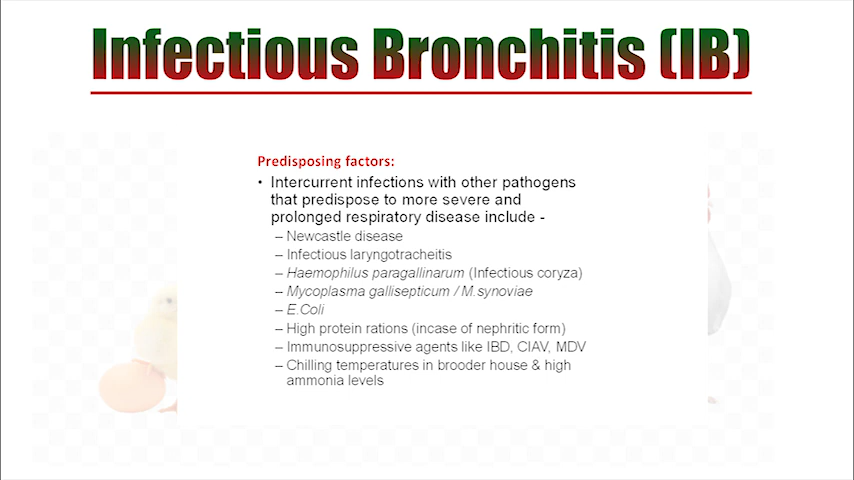 Infectious Bronchitis (IB)
Predisposing factors:
• Intercurrent infections with other pathogens
that predispose to more severe and
prolonged respiratory disease include -
– Newcastle disease
– Infectious laryngotracheitis
– Haemophilus paragallinarum (Infectious coryza)
– Mycoplasma gallisepticum / M.synoviae
– E.Coli
– High protein rations (incase of nephritic form)
– Immunosuppressive agents like IBD, CIAV, MDV
– Chilling temperatures in brooder house & high
ammonia levels